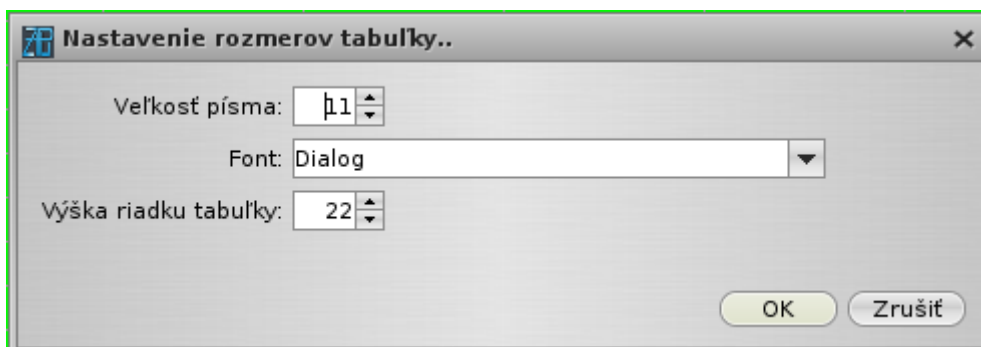 Nastavenie rozmerov tabuľky..
Veľkosť písma: 11
Font: Dialog
Výška riadku tabuľky: 22
OK Zrušiť